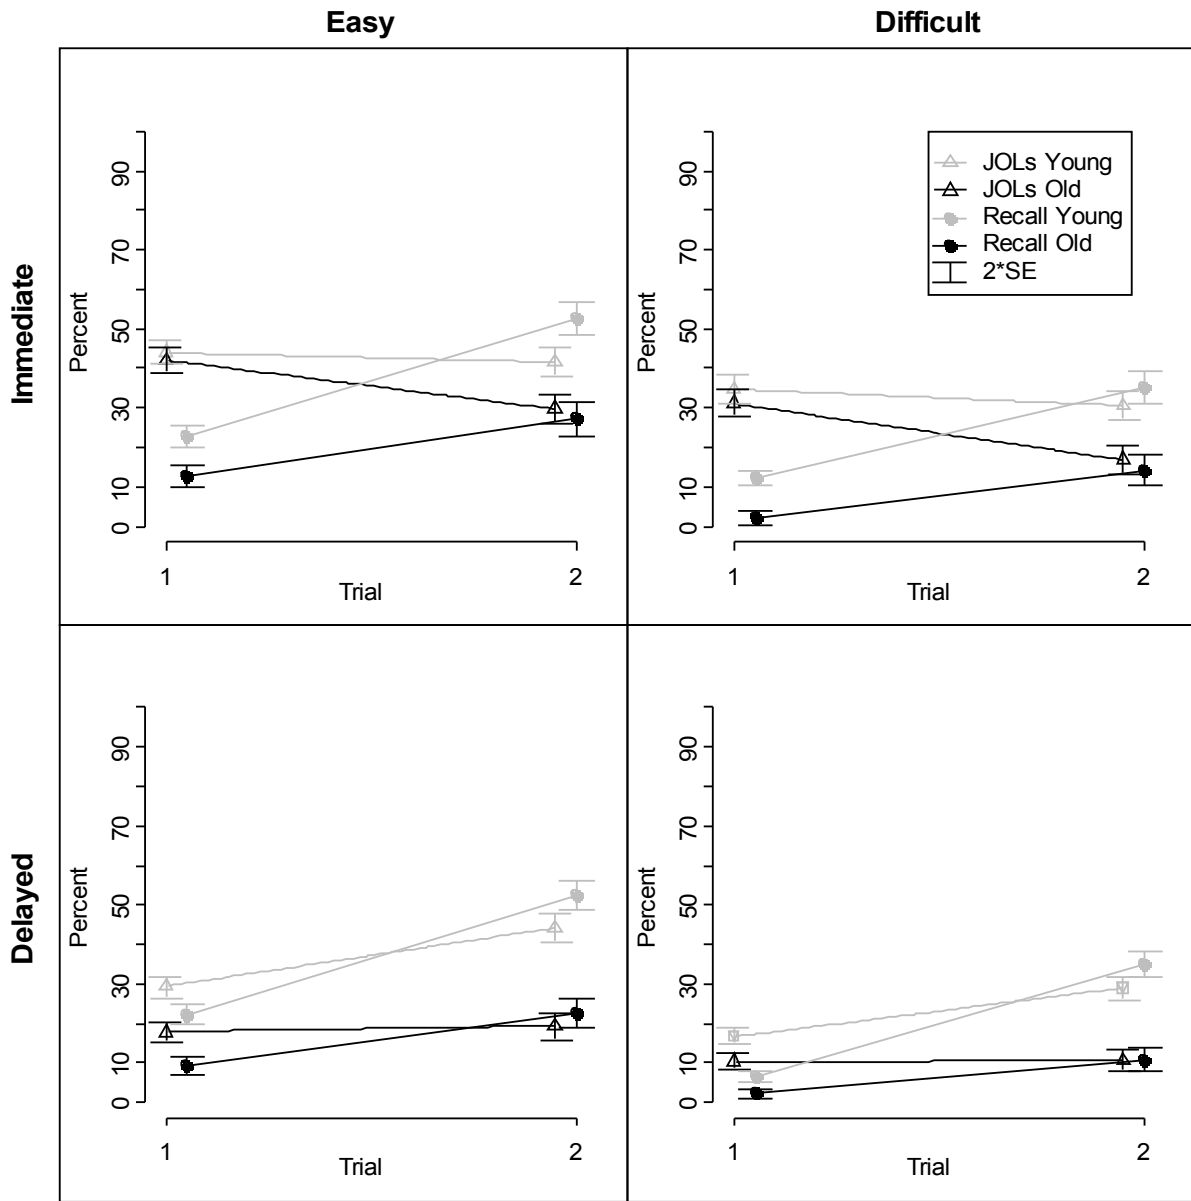 Easy
Difficult
Immediate
Percent
90
70
50
30
10
0
1
2
Trial
Percent
90
70
50
30
10
0
1
2
Trial
JOLs Young
JOLs Old
Recall Young
Recall Old
2*SE
Delayed
Percent
90
70
50
30
10
0
1
2
Trial
Percent
90
70
50
30
10
0
1
2
Trial